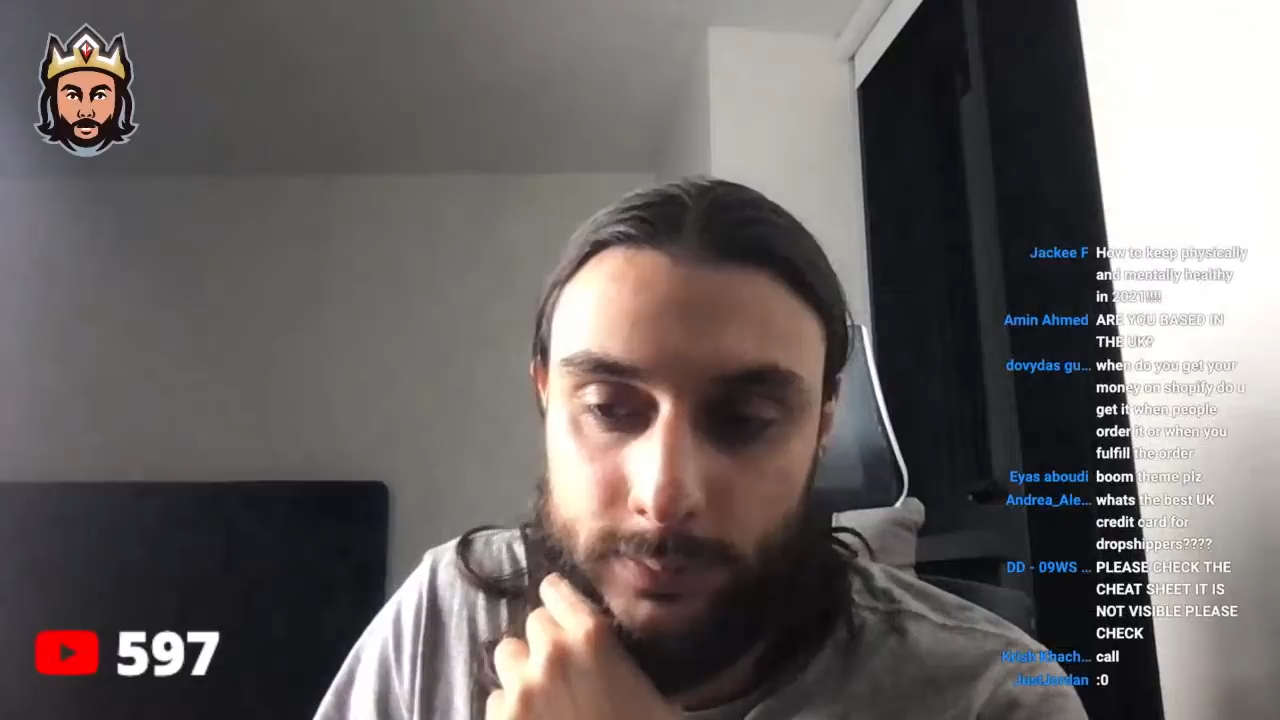 Jackee F How to keep physically
and mentally healthy
in 2021!!!!
Amin Ahmed ARE YOU BASED IN
THE UK?
dovydas gu... when do you get your
money on shopify do u
get it when people
order it or when you
fulfill the order
Eyas aboudi boom theme plz
Andrea_Ale... whats the best UK
credit card for
dropshippers????
DD - 09WS ... PLEASE CHECK THE
CHEAT SHEET IT IS
NOT VISIBLE PLEASE
CHECK
Krish Khach... call
JustJordan :0
597